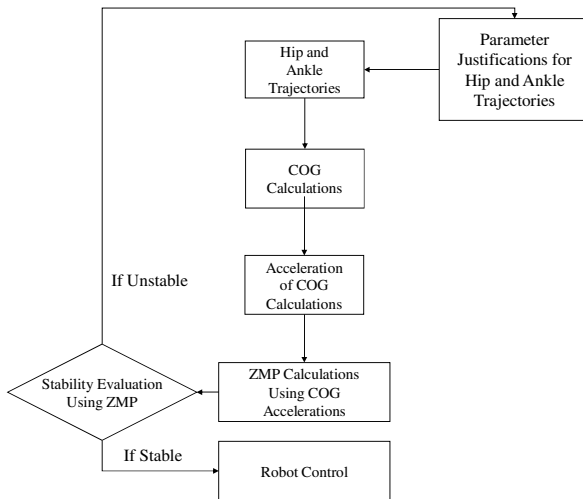 Parameter
Justifications for
Hip and Ankle
Trajectories
Hip and
Ankle
Trajectories
COG
Calculations
Acceleration
of COG
Calculations
If Unstable
ZMP Calculations
Using COG
Accelerations
Stability Evaluation
Using ZMP
If Stable
Robot Control